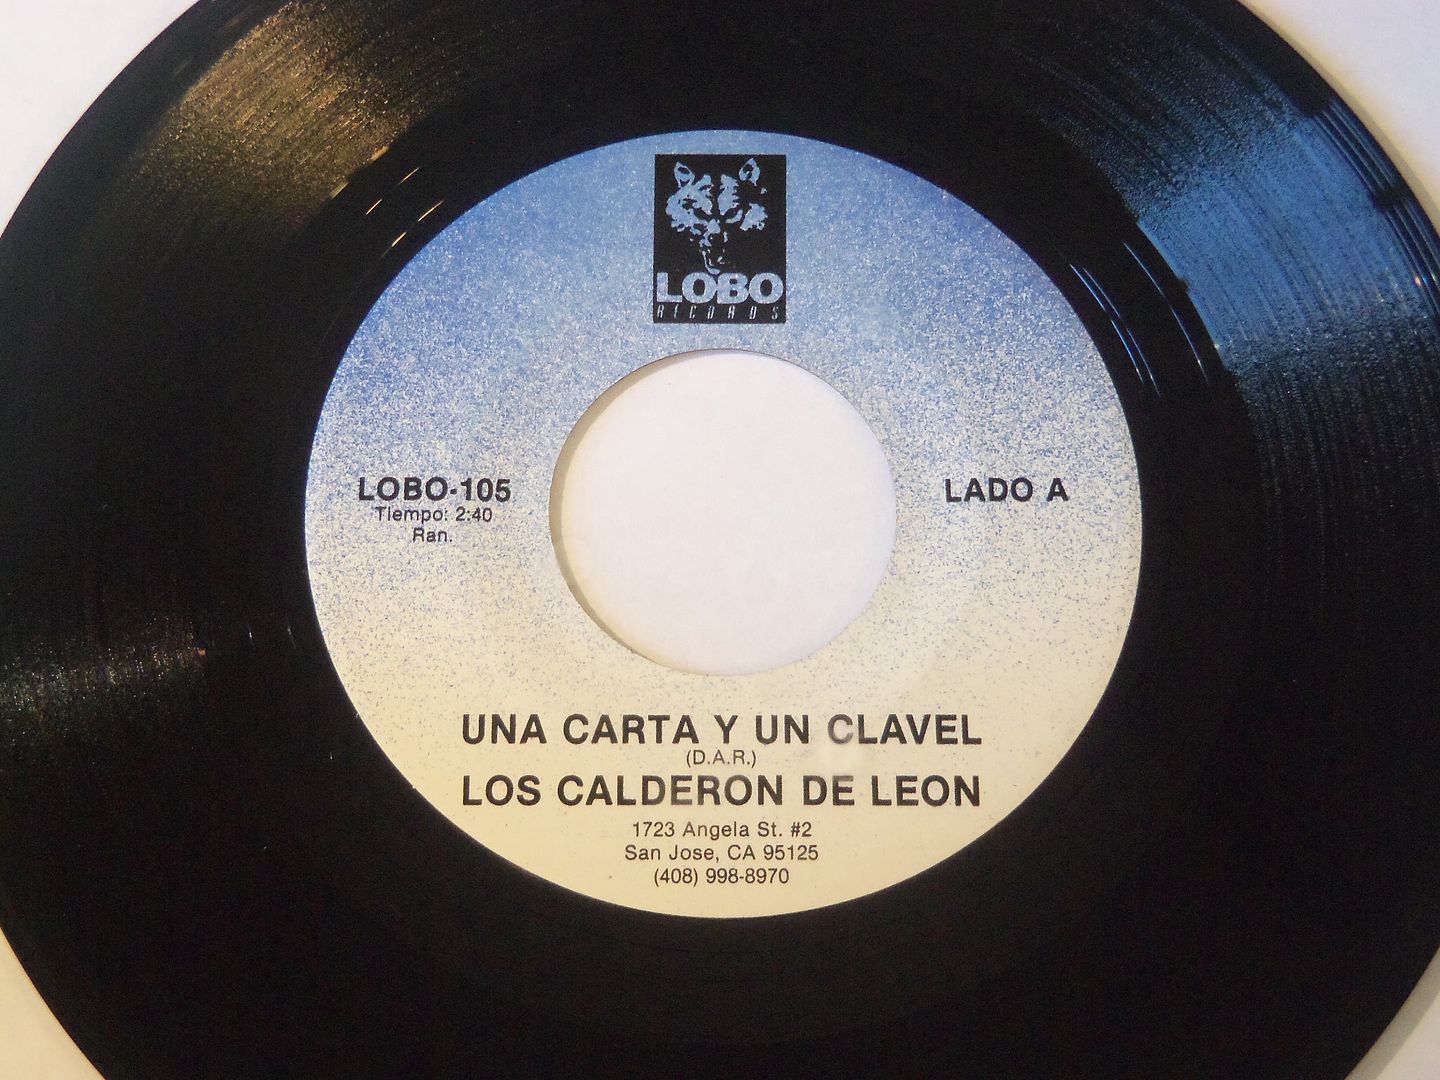 LOBO
RECORDS
LOBO-105
Tiempo: 2:40
Ran.
LADO A
UNA CARTA Y UN CLAVEL
(D.A.R.)
LOS CALDERON DE LEON
1723 Angela St. #2
San Jose, CA 95125
(408) 998-8970